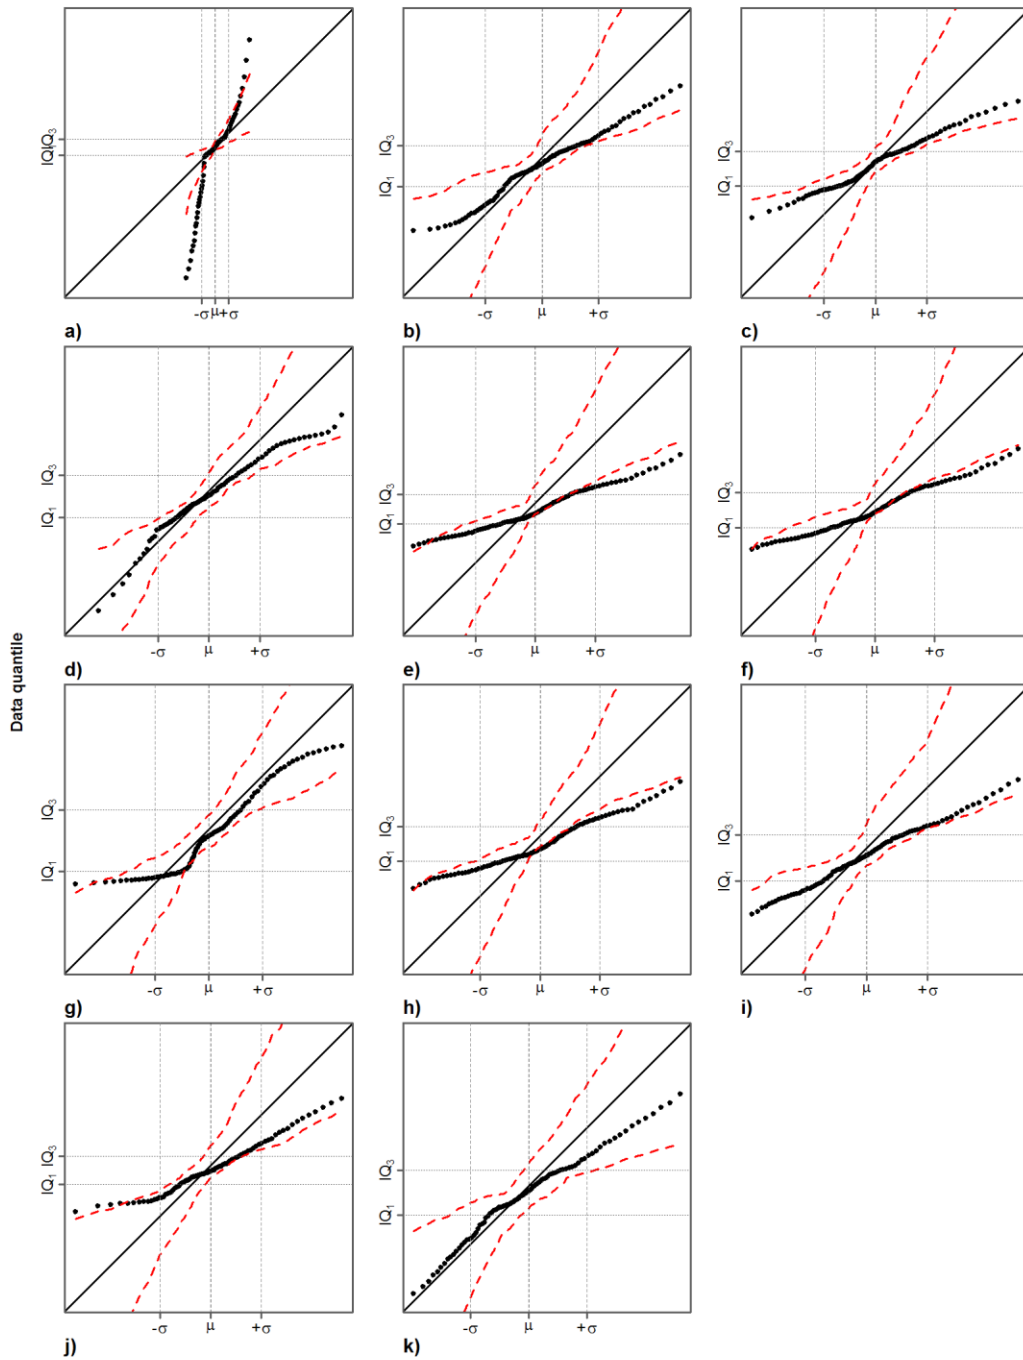 IQ₃
IQ₁
-σ μ +σ
a)
IQ₃
IQ₁
-σ μ +σ
b)
IQ₃
IQ₁
-σ μ +σ
c)
IQ₃
IQ₁
-σ μ +σ
d)
IQ₃
IQ₁
-σ μ +σ
e)
IQ₃
IQ₁
-σ μ +σ
f)
Data quantile
IQ₃
IQ₁
-σ μ +σ
g)
IQ₃
IQ₁
-σ μ +σ
h)
IQ₃
IQ₁
-σ μ +σ
i)
IQ₃
IQ₁
-σ μ +σ
j)
IQ₃
IQ₁
-σ μ +σ
k)